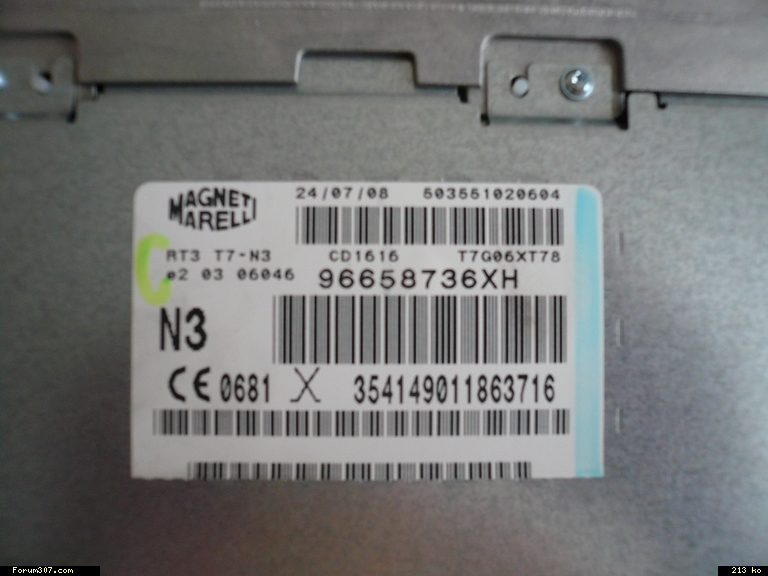 MAGNETI MARELLI
24/07/08 503551020604
RT3 T7-N3 CD1616 T7G06XT78
e2 03 06046 96658736XH
N3
CE 0681 354149011863716
C
Forum307.com 213 ko